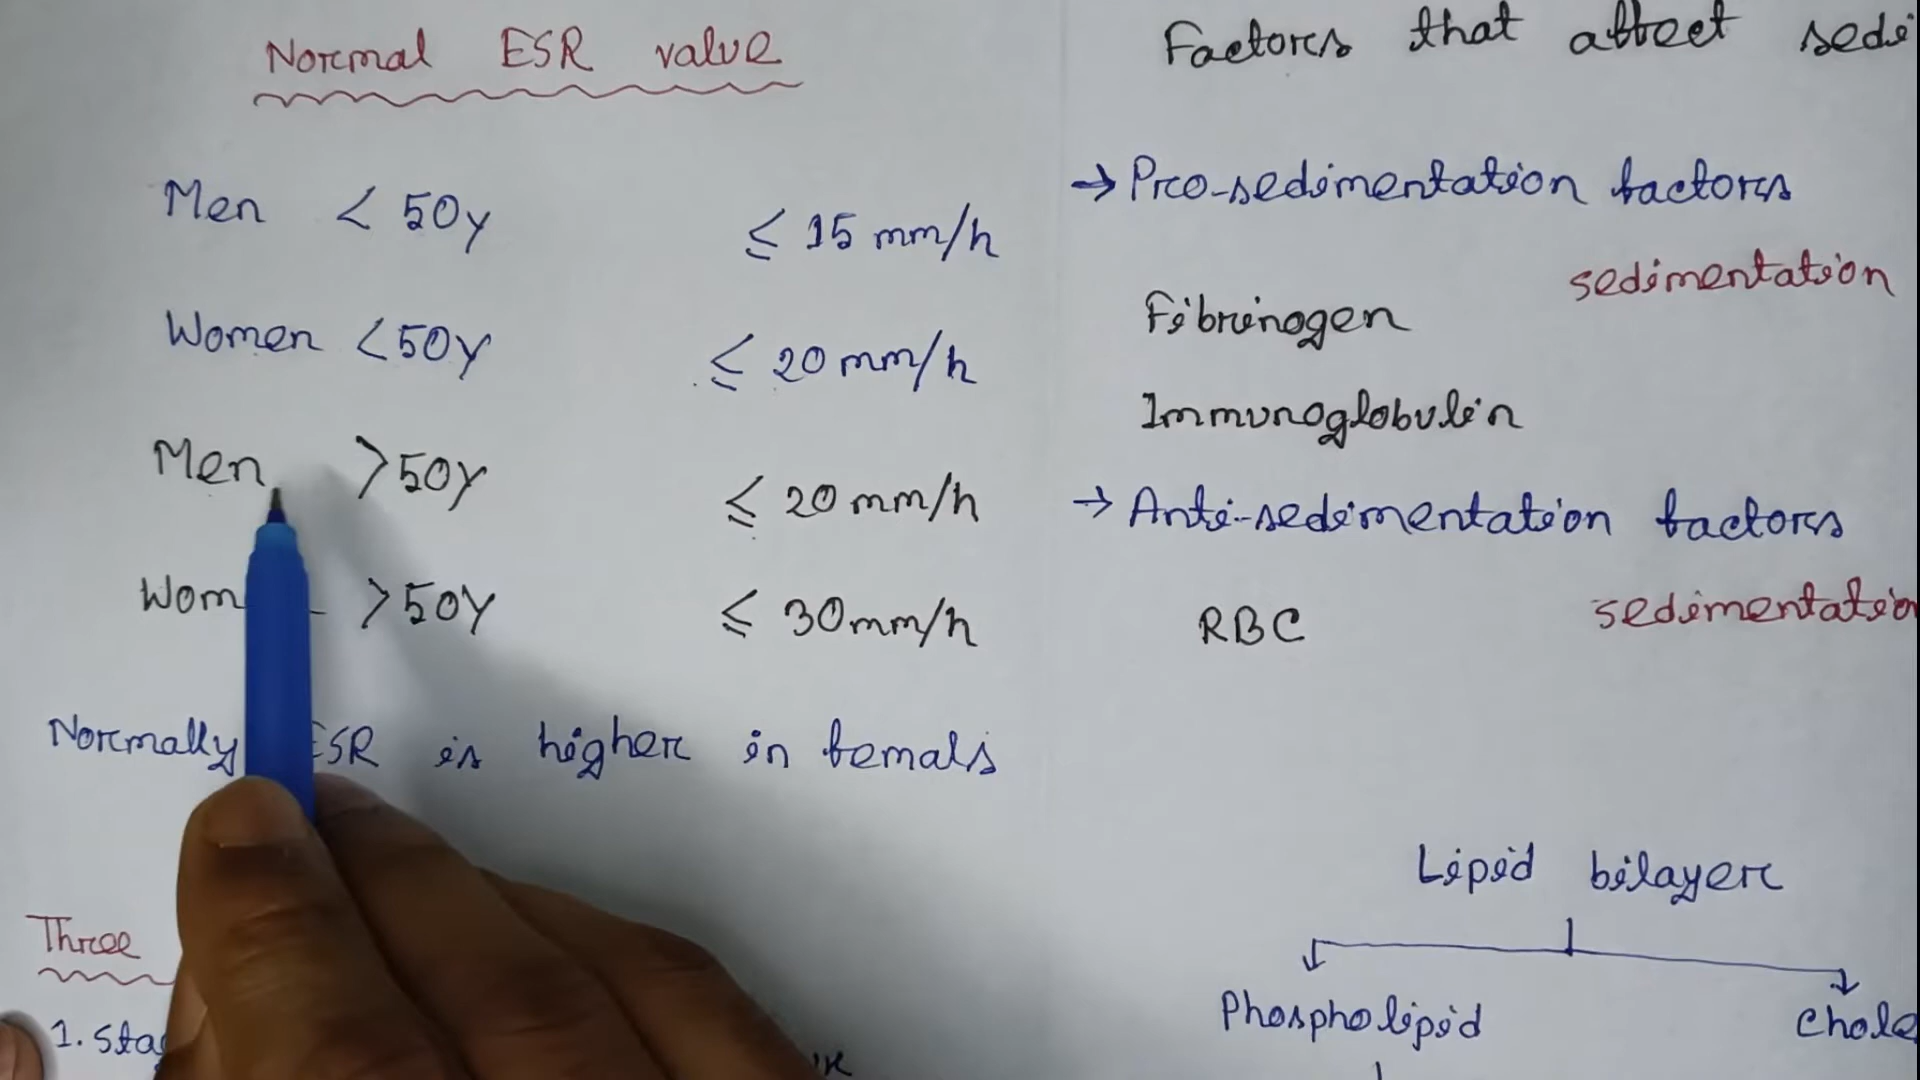 Normal ESR value
Men < 50y ≤ 15 mm/h
Women < 50y ≤ 20 mm/h
Men > 50y ≤ 20 mm/h
> 50y ≤ 30 mm/h
Normally ESR is higher in femals
Three
1.
Factors that affect
→ Pro-sedimentation factors
sedimentation
Fibrinogen
Immunoglobulin
→ Anti-sedimentation factors
RBC sedimentation
Lipid bilayer
Phospholipid